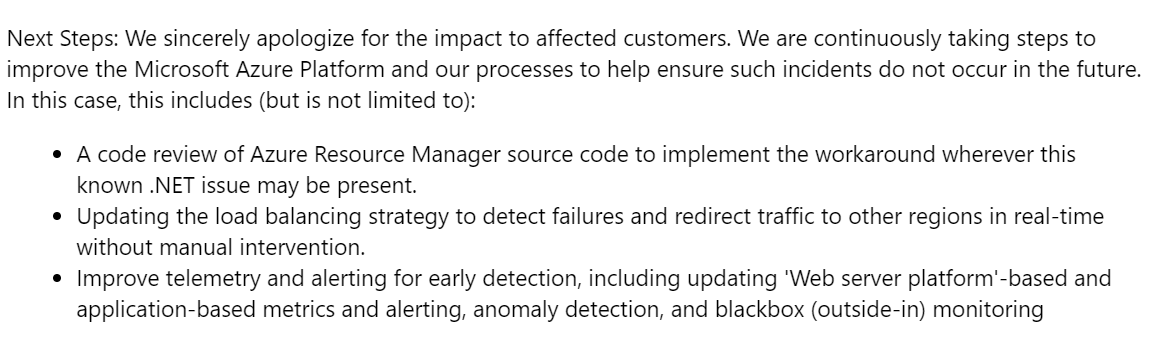 Next Steps: We sincerely apologize for the impact to affected customers. We are continuously taking steps to
improve the Microsoft Azure Platform and our processes to help ensure such incidents do not occur in the future.
In this case, this includes (but is not limited to):
• A code review of Azure Resource Manager source code to implement the workaround wherever this
known .NET issue may be present.
• Updating the load balancing strategy to detect failures and redirect traffic to other regions in real-time
without manual intervention.
• Improve telemetry and alerting for early detection, including updating 'Web server platform'-based and
application-based metrics and alerting, anomaly detection, and blackbox (outside-in) monitoring